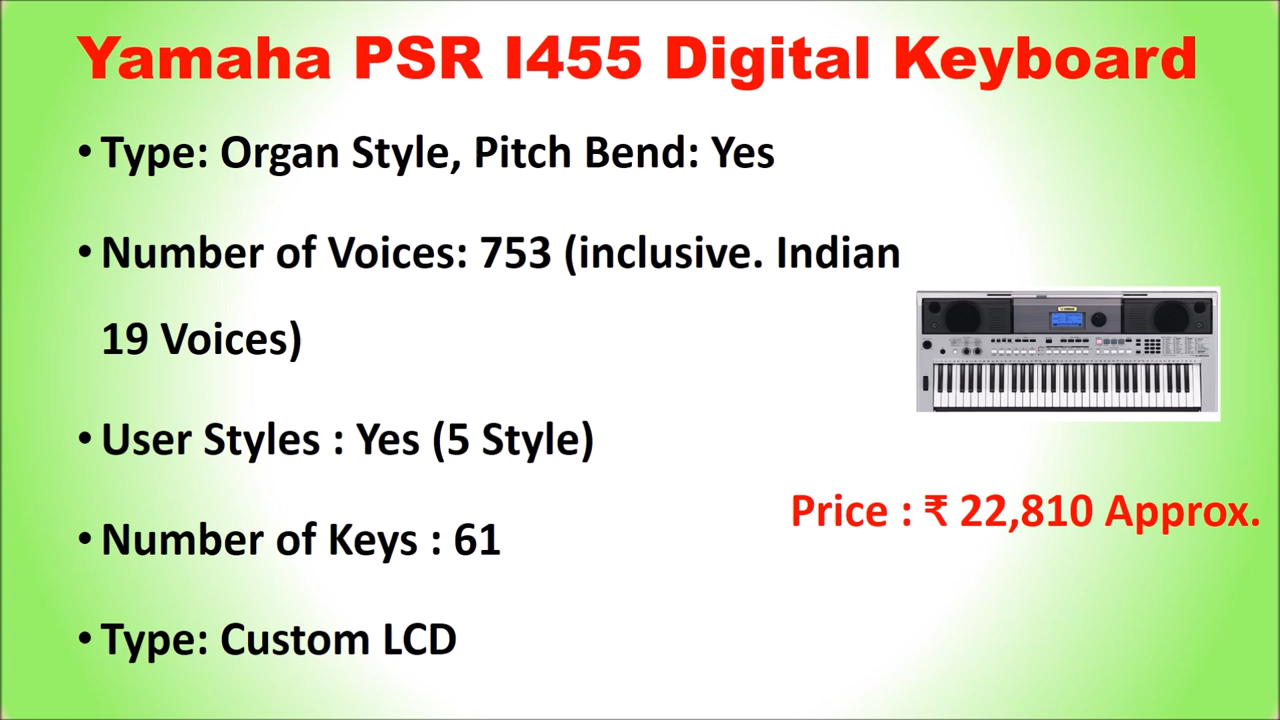 Yamaha PSR I455 Digital Keyboard
• Type: Organ Style, Pitch Bend: Yes
• Number of Voices: 753 (inclusive. Indian
19 Voices)
• User Styles : Yes (5 Style)
Price : ₹ 22,810 Approx.
• Number of Keys : 61
• Type: Custom LCD